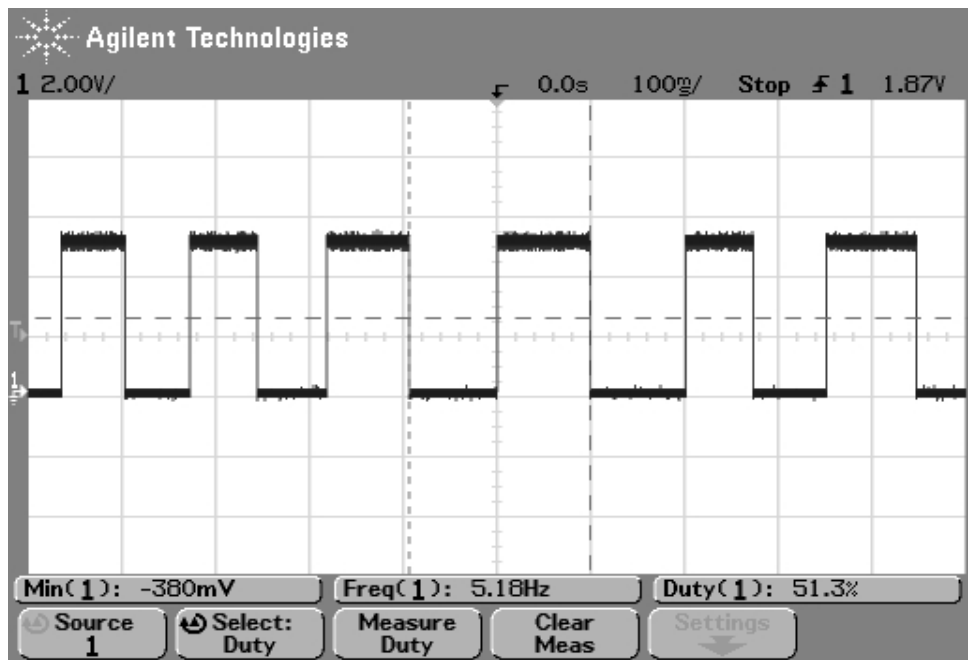 Agilent Technologies
1 2.00V/ 0.0s 100ms/ Stop 1 1.87V
T
1
Min(1): -380mV Freq(1): 5.18Hz Duty(1): 51.3%
Source Select: Measure Clear Settings
1 Duty Duty Meas